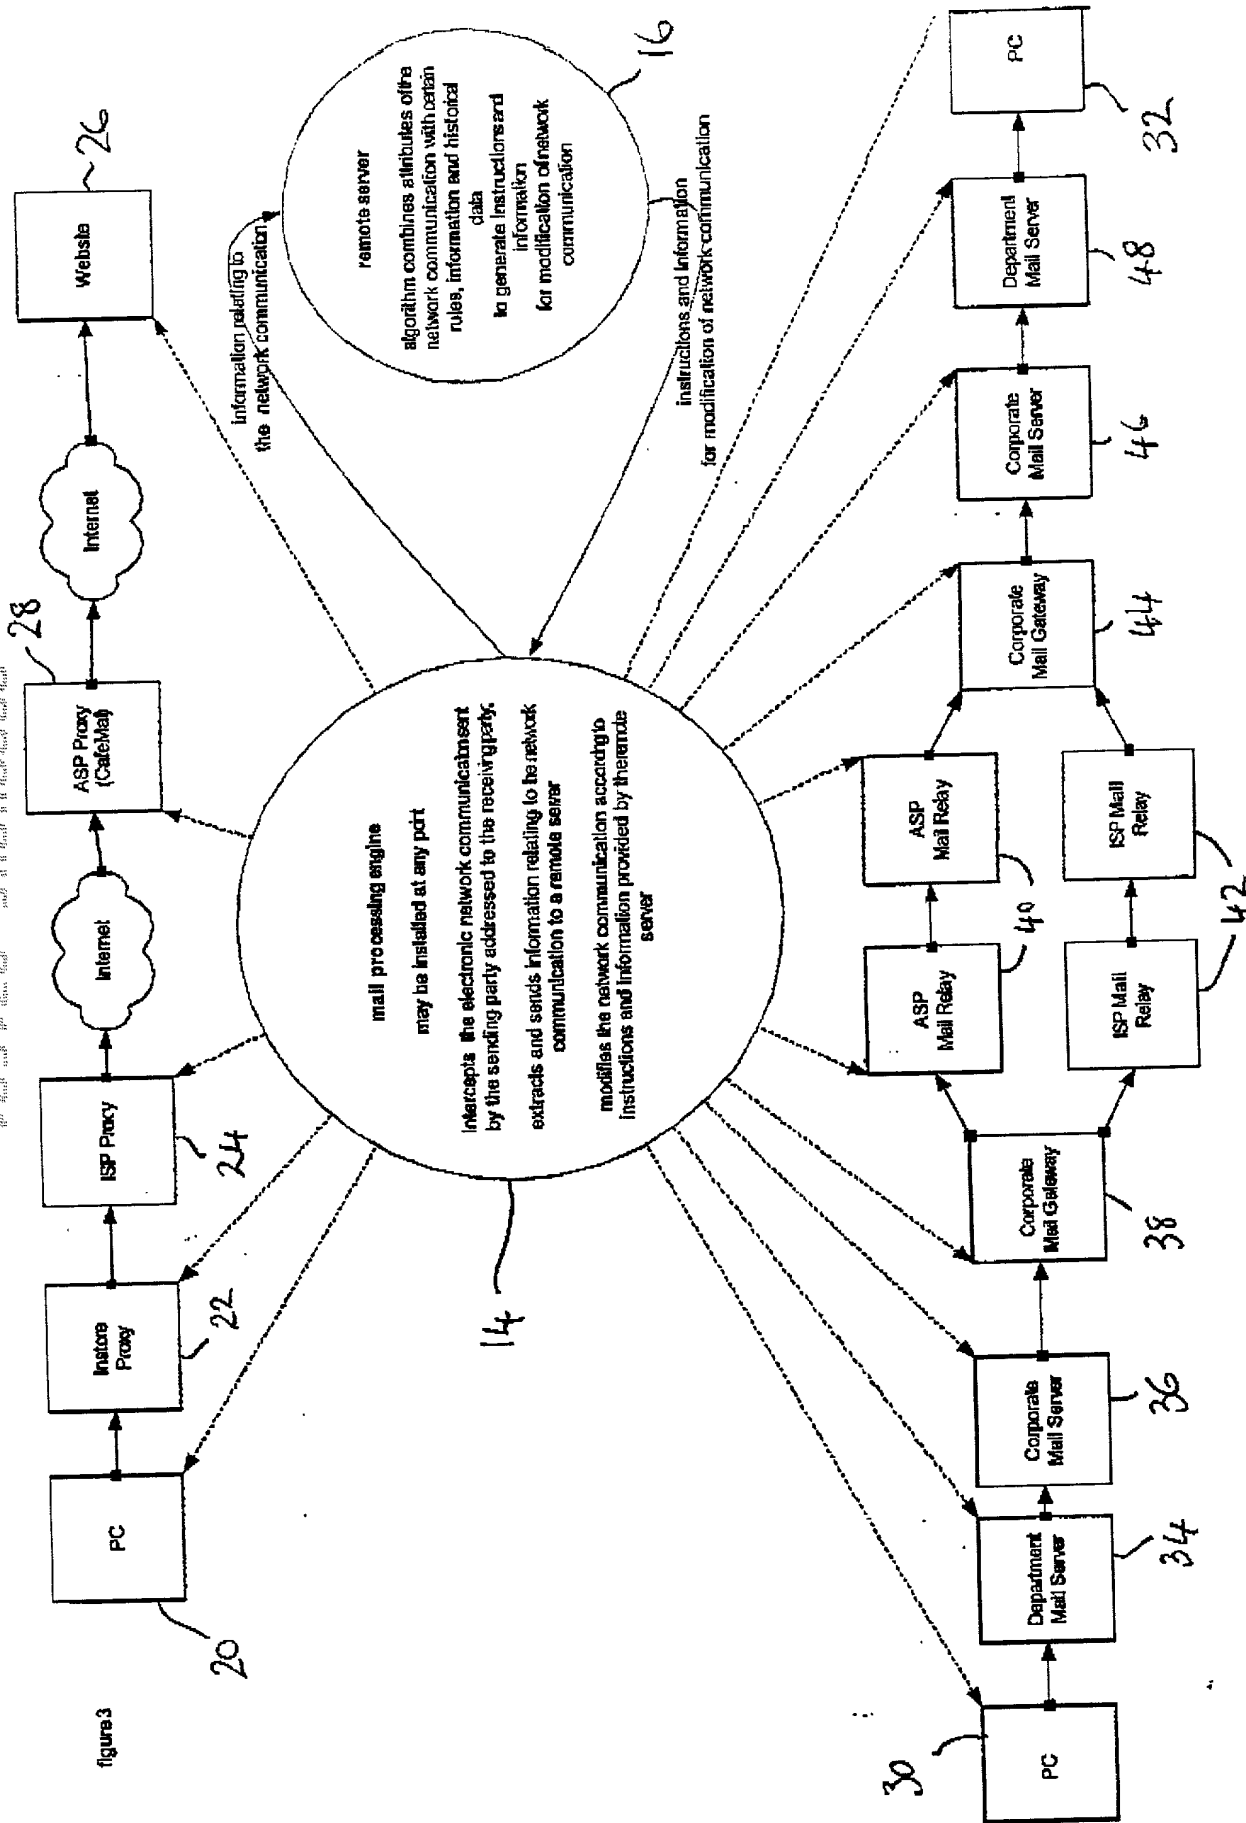 figure3
PC
20
Instore
Proxy
22
ISP Proxy
24
Internet
ASP Proxy
(CafeMail)
28
Internet
Website
26
information relating to
the network communication
remote server
algorithm combines attributes of the
network communication with certain
rules, information and historical
data
to generate instructions and
information
for modification of network
communication
16
instructions and information
for modification of network communication
mail processing engine
may be installed at any point
intercepts the electronic network communication sent
by the sending party addressed to the receiving party;
extracts and sends information relating to the network
communication to a remote server
modifies the network communication according to
instructions and information provided by the remote
server
14
PC
30
Department
Mail Server
34
Corporate
Mail Server
36
Corporate
Mail Gateway
38
ASP
Mail Relay
ASP
Mail Relay
40
ISP Mail
Relay
ISP Mail
Relay
42
Corporate
Mail Gateway
44
Corporate
Mail Server
46
Department
Mail Server
48
PC
32